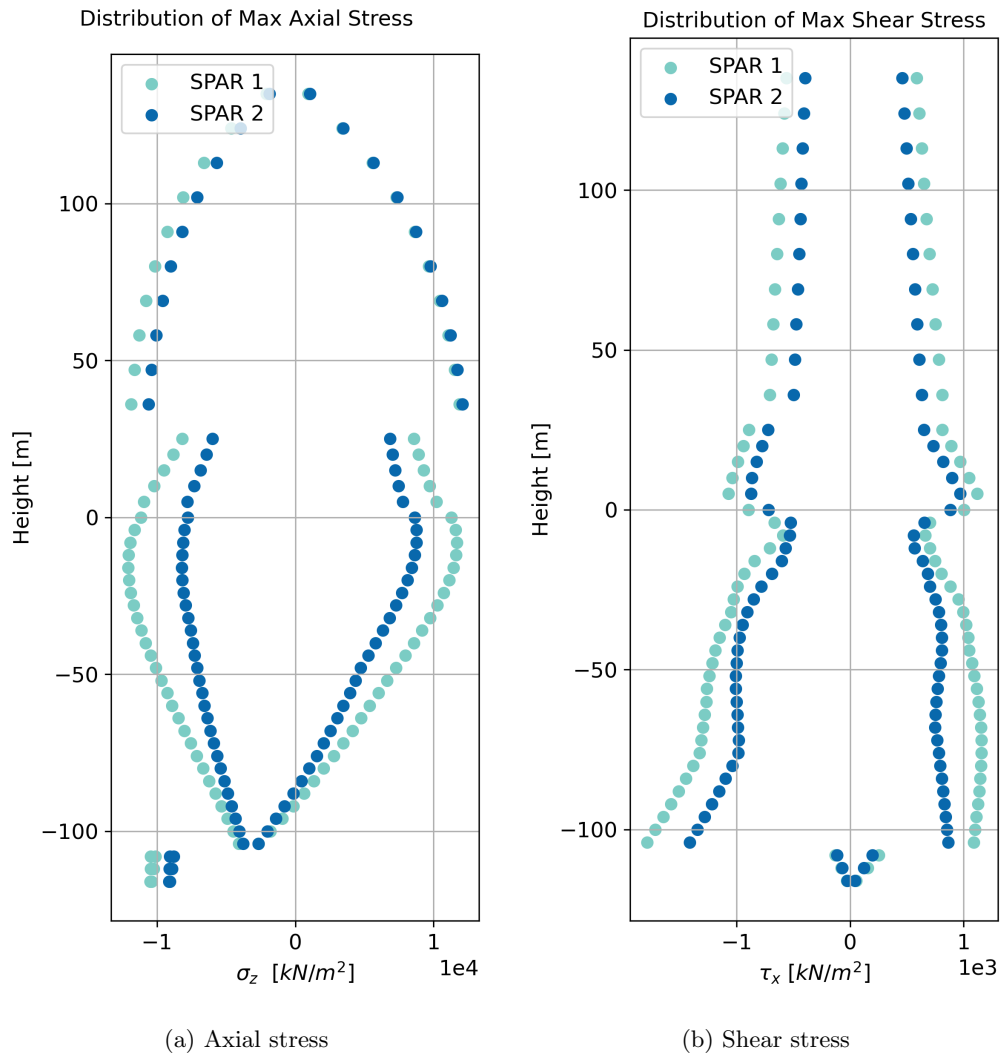 Distribution of Max Axial Stress
SPAR 1
SPAR 2
Height [m]
100
50
0
−50
−100
−1
0
1
1e4
σz [kN/m²]
(a) Axial stress
Distribution of Max Shear Stress
SPAR 1
SPAR 2
Height [m]
100
50
0
−50
−100
−1
0
1
1e3
τx [kN/m²]
(b) Shear stress